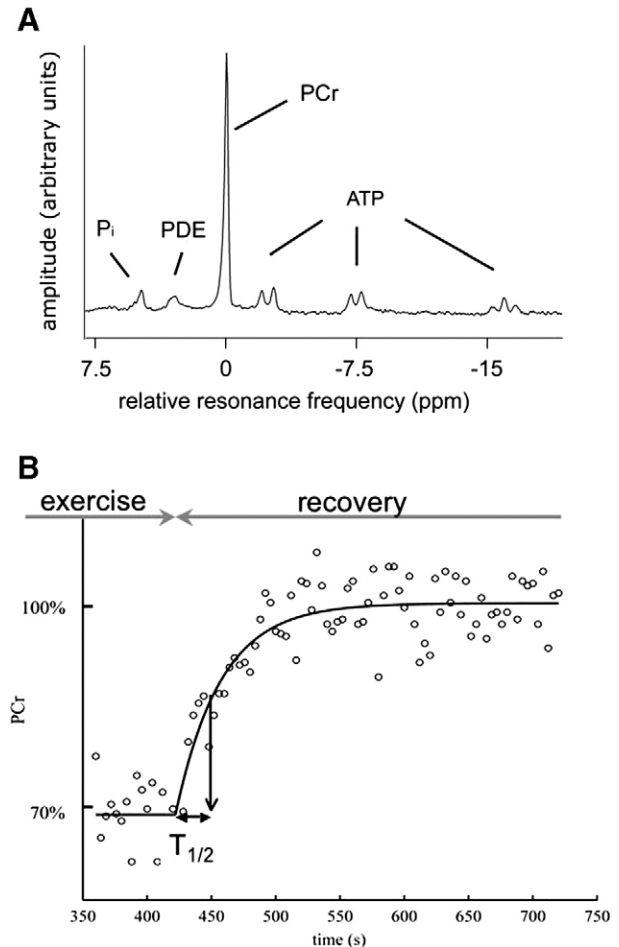 A
amplitude (arbitrary units)
PCr
ATP
Pi
PDE
7.5
0
-7.5
-15
relative resonance frequency (ppm)
B
exercise
recovery
100%
PCr
70%
T1/2
350
400
450
500
550
600
650
700
750
time (s)